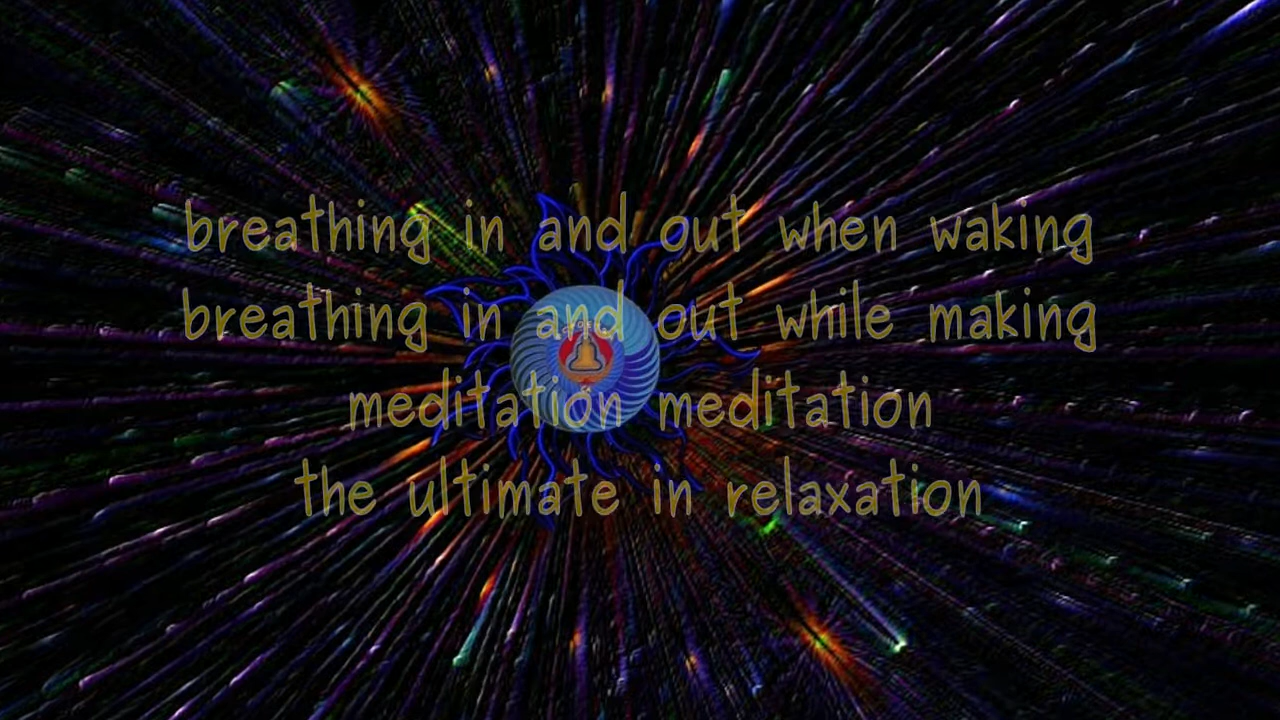 breathing in and out when waking
breathing in and out while making
meditation meditation
the ultimate in relaxation